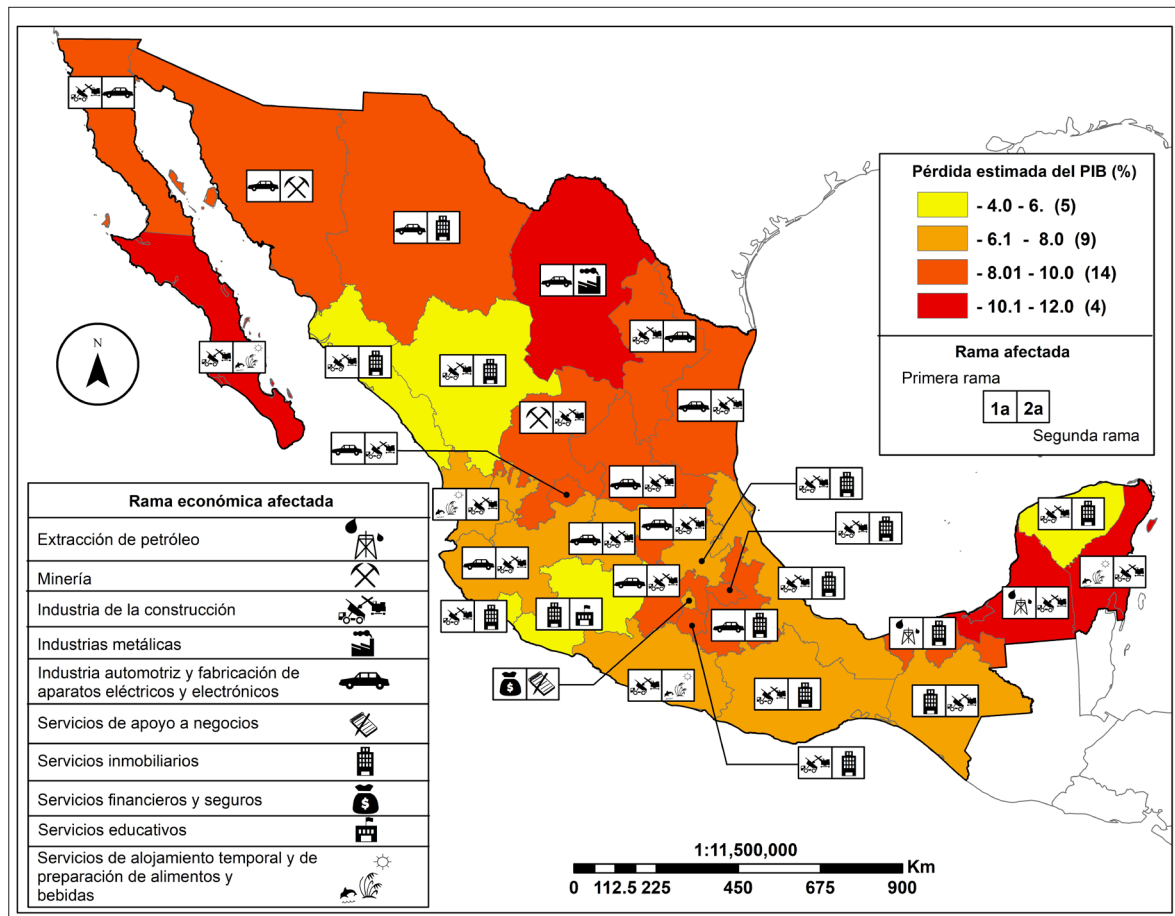 Pérdida estimada del PIB (%)
- 4.0 - 6. (5)
- 6.1 - 8.0 (9)
- 8.01 - 10.0 (14)
- 10.1 - 12.0 (4)
Rama afectada
Primera rama
1a 2a
Segunda rama
N
Rama económica afectada
Extracción de petróleo
Minería
Industria de la construcción
Industrias metálicas
Industria automotriz y fabricación de
aparatos eléctricos y electrónicos
Servicios de apoyo a negocios
Servicios inmobiliarios
Servicios financieros y seguros
$
Servicios educativos
Servicios de alojamiento temporal y de
preparación de alimentos y
bebidas
$
1:11,500,000
Km
0 112.5 225 450 675 900